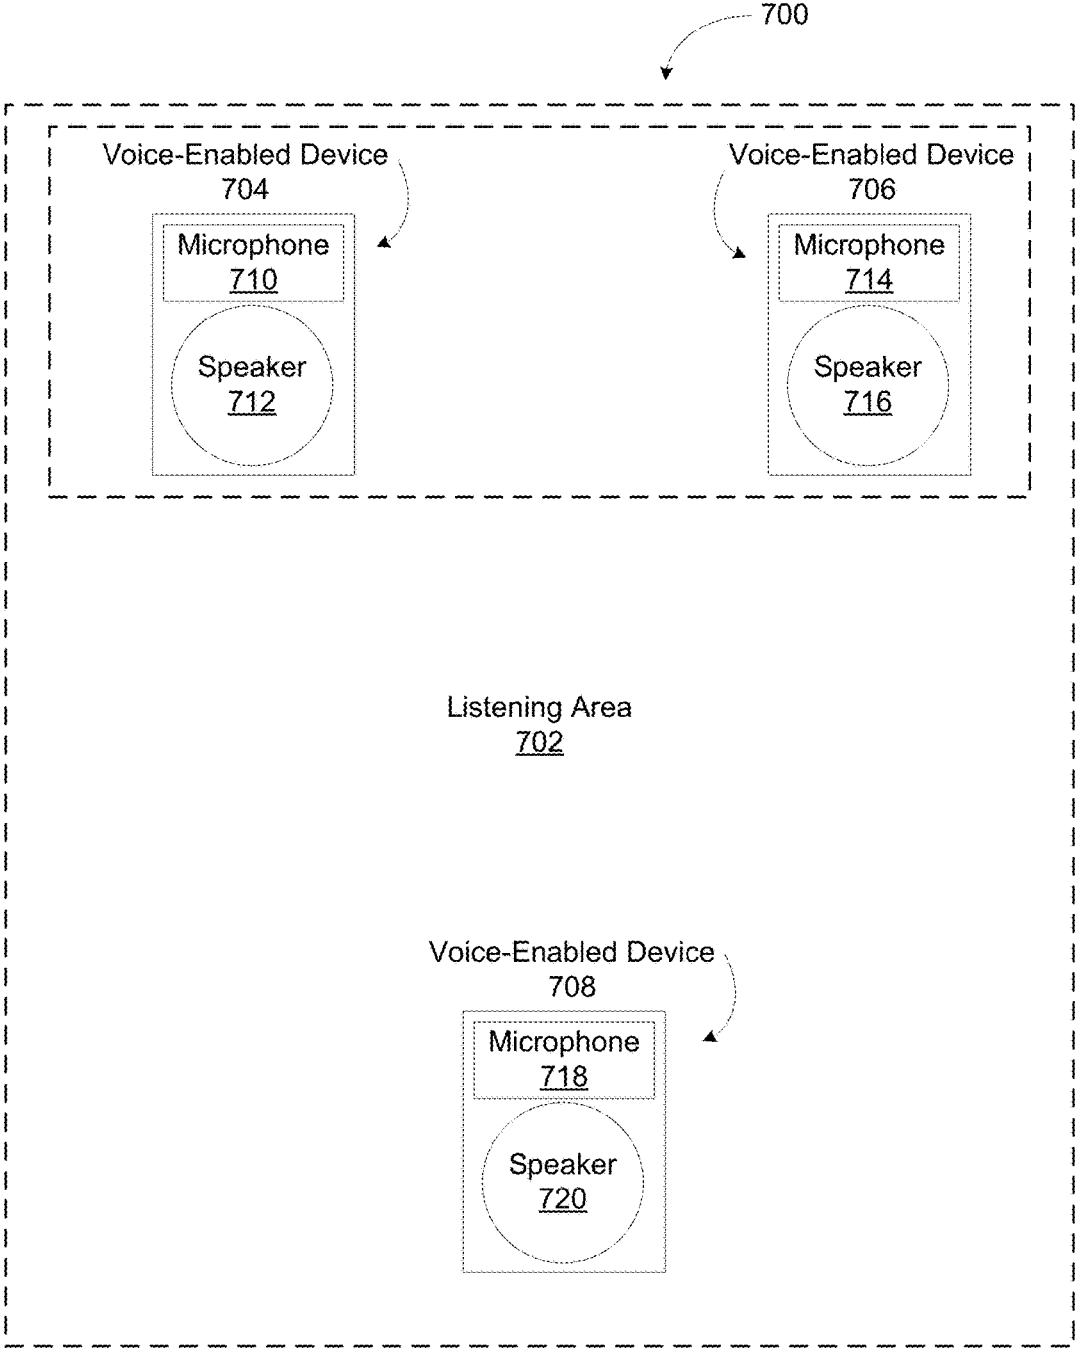 700
Voice-Enabled Device
704
Microphone
710
Speaker
712
Voice-Enabled Device
706
Microphone
714
Speaker
716
Listening Area
702
Voice-Enabled Device
708
Microphone
718
Speaker
720